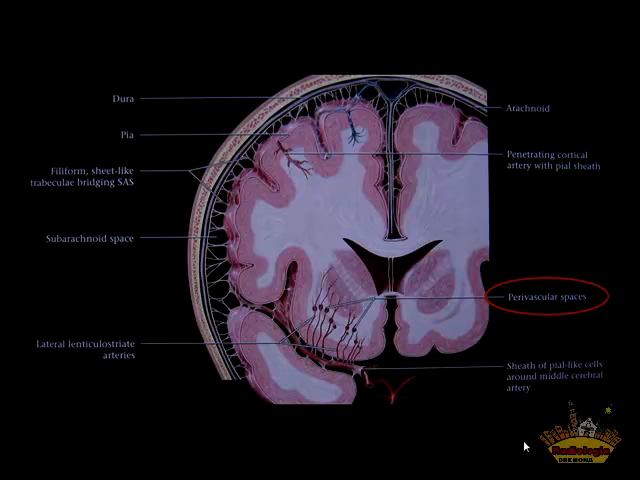 Dura
Pia
Filiform, sheet-like
trabeculae bridging SAS
Subarachnoid space
Lateral lenticulostriate
arteries
Arachnoid
Penetrating cortical
artery with pial sheath
Perivascular spaces
Sheath of pial-like cells
around middle cerebral
artery
Radiologia